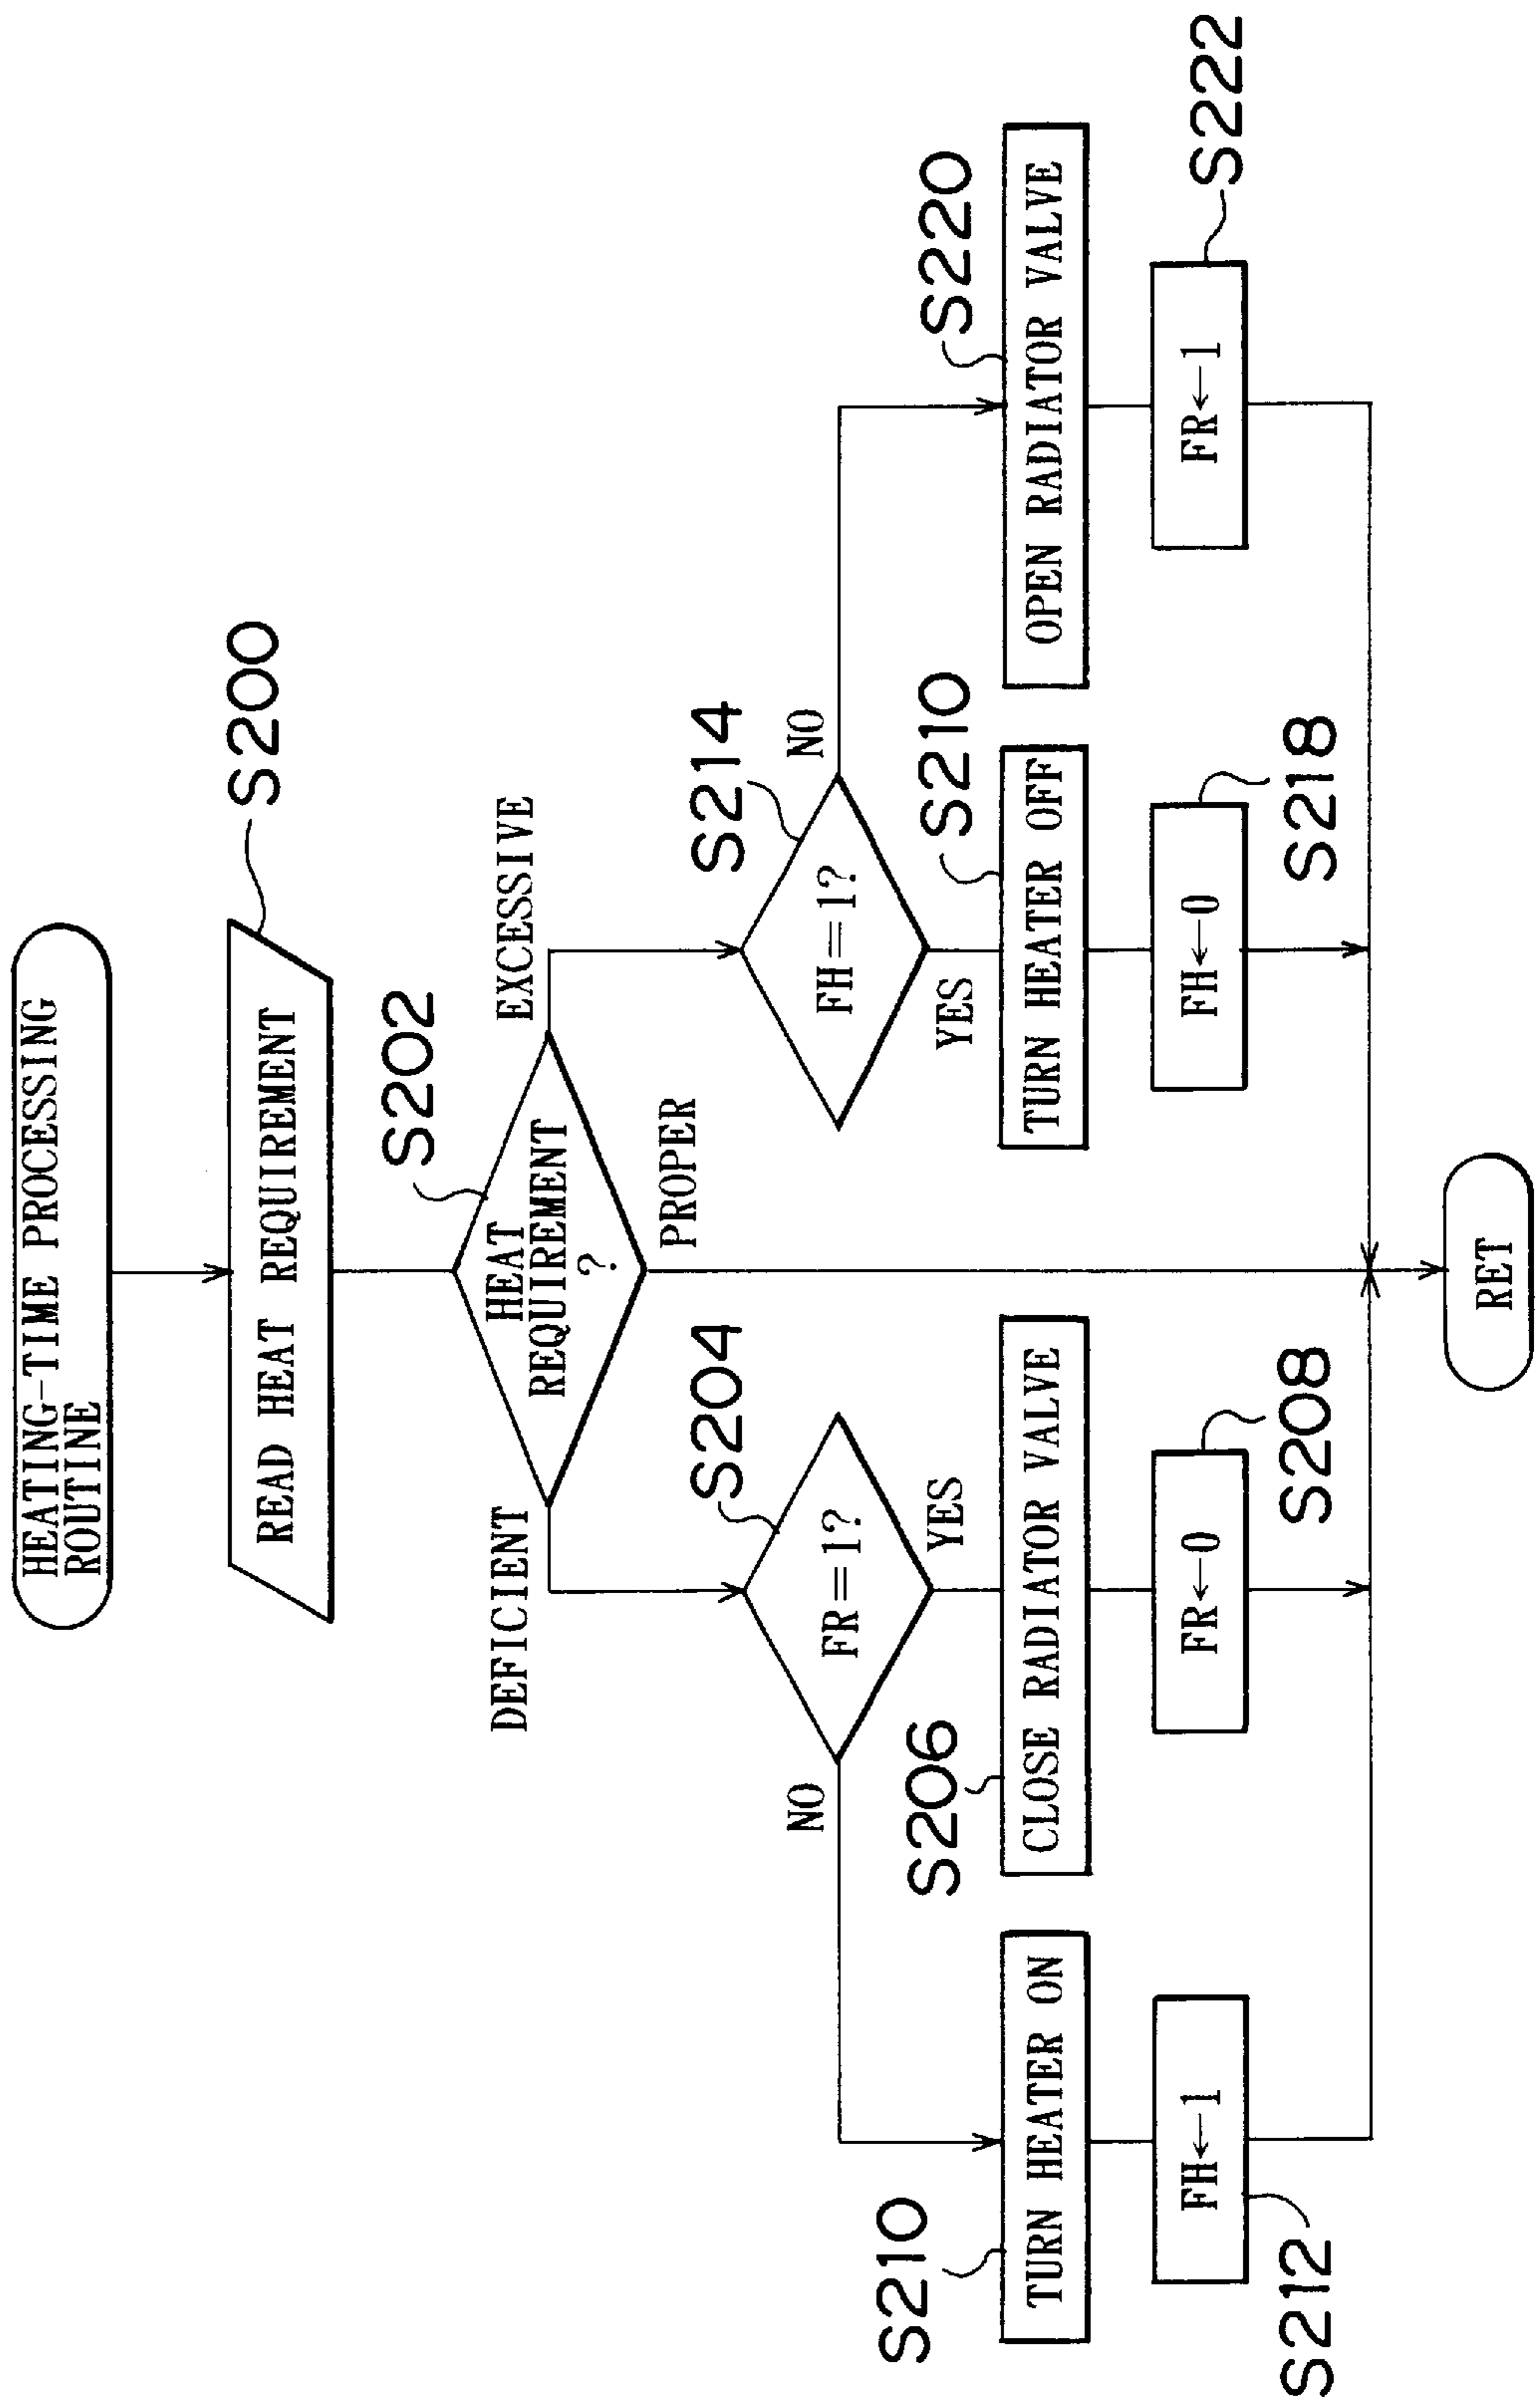 HEATING-TIME PROCESSING
ROUTINE
READ HEAT REQUIREMENT
S200
HEAT
REQUIREMENT
?
S202
DEFICIENT
EXCESSIVE
PROPER
FR=1?
S204
NO
YES
FH=1?
S214
NO
YES
S210
TURN HEATER ON
S206
CLOSE RADIATOR VALVE
S210
TURN HEATER OFF
S220
OPEN RADIATOR VALVE
FH←1
S212
FR←0
S208
FH←0
S218
FR←1
S222
RET